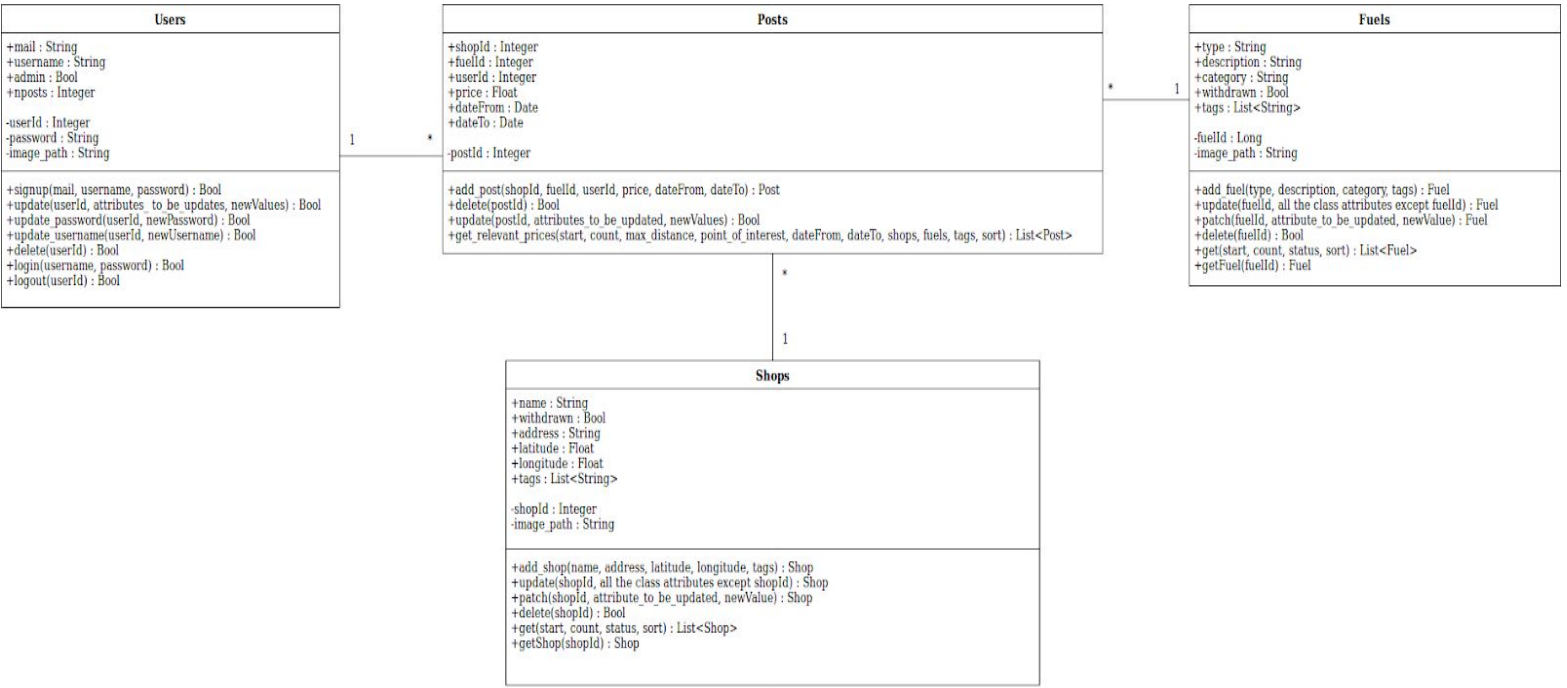 Users
+mail : String
+username : String
+admin : Bool
+nposts : Integer
-userId : Integer
-password : String
-image_path : String
+signup(mail, username, password) : Bool
+update(userId, attributes_ to_be_updates, newValues) : Bool
+update_password(userId, newPassword) : Bool
+update_username(userId, newUsername) : Bool
+delete(userId) : Bool
+login(username, password) : Bool
+logout(userId) : Bool
1
*
Posts
+shopId : Integer
+fuelId : Integer
+userId : Integer
+price : Float
+dateFrom : Date
+dateTo : Date
-postId : Integer
+add_post(shopId, fuelId, userId, price, dateFrom, dateTo) : Post
+delete(postId) : Bool
+update(postId, attributes_to_be_updated, newValues) : Bool
+get_relevant_prices(start, count, max_distance, point_of_interest, dateFrom, dateTo, shops, fuels, tags, sort) : List<Post>
*
1
Fuels
+type : String
+description : String
+category : String
+withdrawn : Bool
+tags : List<String>
-fuelId : Long
-image_path : String
+add_fuel(type, description, category, tags) : Fuel
+update(fuelId, all the class attributes except fuelId) : Fuel
+patch(fuelId, attribute_to_be_updated, newValue) : Fuel
+delete(fuelId) : Bool
+get(start, count, status, sort) : List<Fuel>
+getFuel(fuelId) : Fuel
*
1
Shops
+name : String
+withdrawn : Bool
+address : String
+latitude : Float
+longitude : Float
+tags : List<String>
-shopId : Integer
-image_path : String
+add_shop(name, address, latitude, longitude, tags) : Shop
+update(shopId, all the class attributes except shopId) : Shop
+patch(shopId, attribute_to_be_updated, newValue) : Shop
+delete(shopId) : Bool
+get(start, count, status, sort) : List<Shop>
+getShop(shopId) : Shop